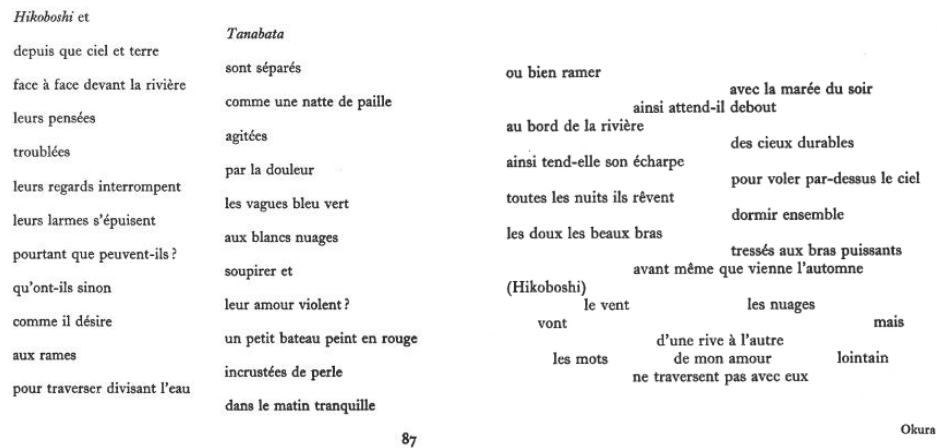 Hikoboshi et
Tanabata
depuis que ciel et terre
sont séparés
face à face devant la rivière
comme une natte de paille
leurs pensées
agitées
troublées
par la douleur
leurs regards interrompent
les vagues bleu vert
leurs larmes s'épuisent
aux blancs nuages
pourtant que peuvent-ils ?
soupirer et
qu'ont-ils sinon
leur amour violent ?
comme il désire
un petit bateau peint en rouge
aux rames
incrustées de perle
pour traverser divisant l'eau
dans le matin tranquille
87
ou bien ramer
avec la marée du soir
ainsi attend-il debout
au bord de la rivière
des cieux durables
ainsi tend-elle son écharpe
pour voler par-dessus le ciel
toutes les nuits ils rêvent
dormir ensemble
les doux les beaux bras
tressés aux bras puissants
avant même que vienne l'automne
(Hikoboshi)
le vent les nuages
vont mais
d'une rive à l'autre
les mots de mon amour lointain
ne traversent pas avec eux
Okura